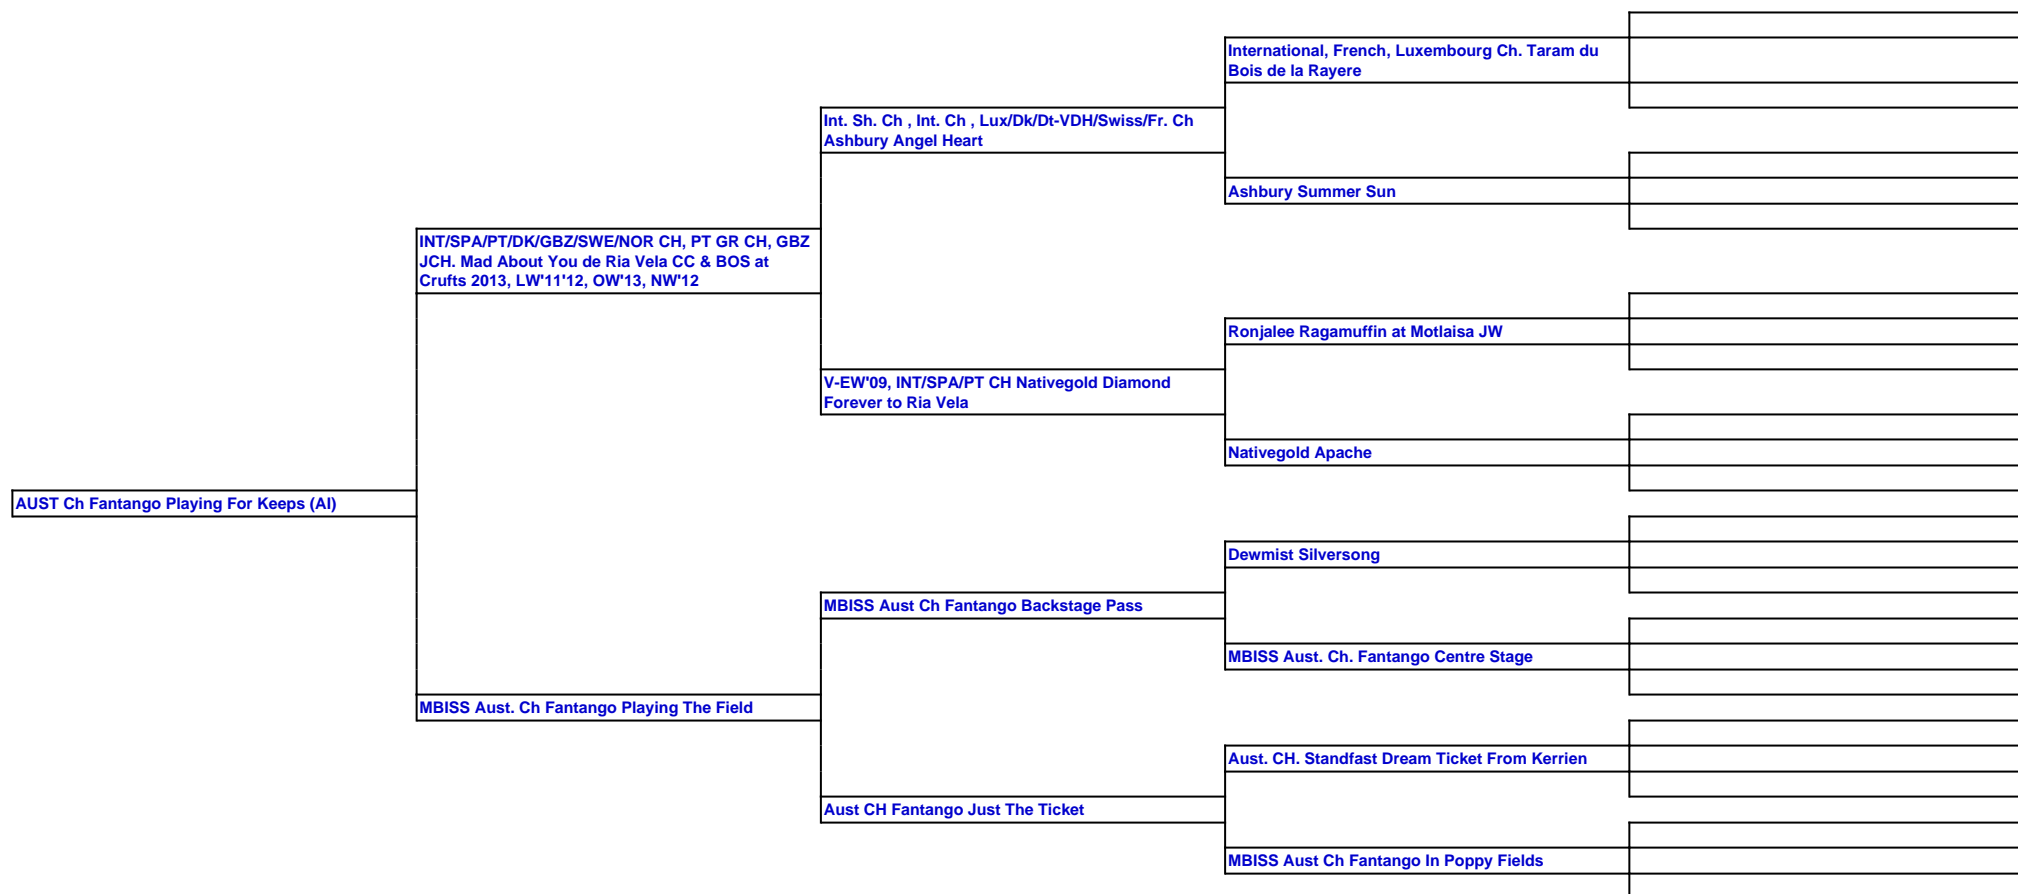 International, French, Luxembourg Ch. Taram du
Bois de la Rayere
Int. Sh. Ch , Int. Ch , Lux/Dk/Dt-VDH/Swiss/Fr. Ch
Ashbury Angel Heart
Ashbury Summer Sun
INT/SPA/PT/DK/GBZ/SWE/NOR CH, PT GR CH, GBZ
JCH. Mad About You de Ria Vela CC & BOS at
Crufts 2013, LW'11'12, OW'13, NW'12
Ronjalee Ragamuffin at Motlaisa JW
V-EW'09, INT/SPA/PT CH Nativegold Diamond
Forever to Ria Vela
Nativegold Apache
AUST Ch Fantango Playing For Keeps (AI)
Dewmist Silversong
MBISS Aust Ch Fantango Backstage Pass
MBISS Aust. Ch. Fantango Centre Stage
MBISS Aust. Ch Fantango Playing The Field
Aust. CH. Standfast Dream Ticket From Kerrien
Aust CH Fantango Just The Ticket
MBISS Aust Ch Fantango In Poppy Fields